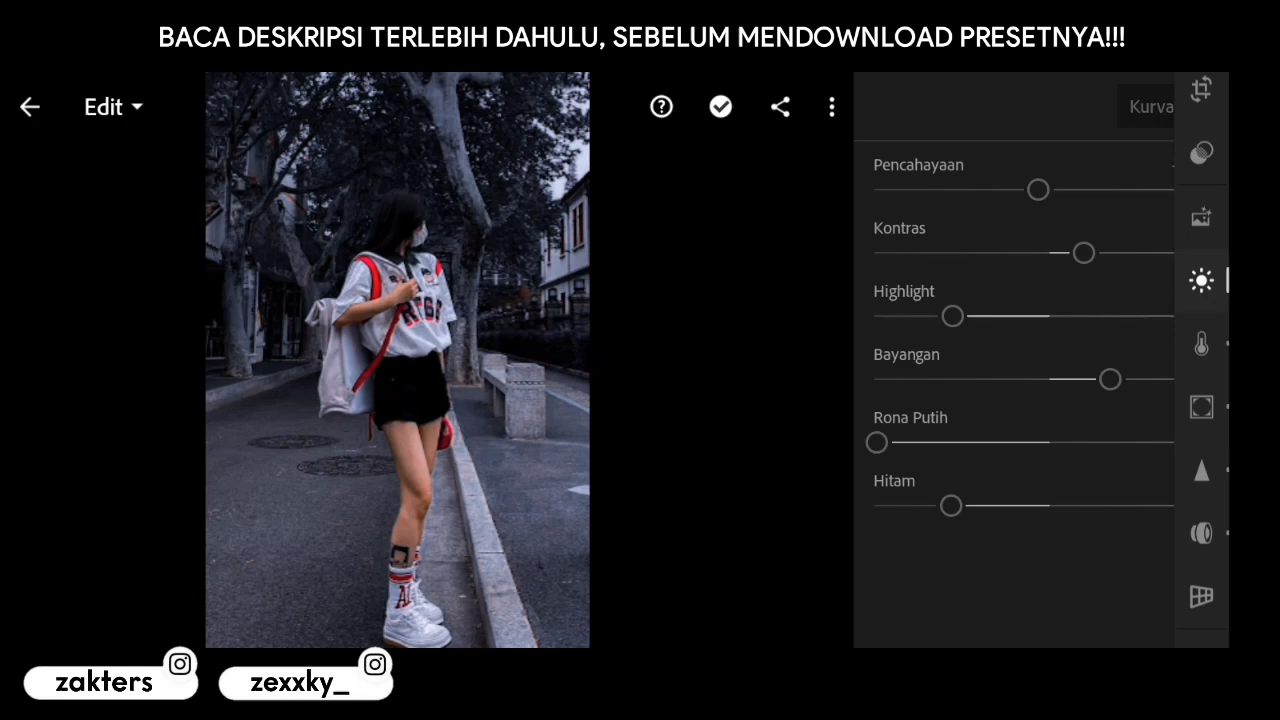 BACA DESKRIPSI TERLEBIH DAHULU, SEBELUM MENDOWNLOAD PRESETNYA!!!
Edit
Kurva
Pencahayaan
Kontras
Highlight
Bayangan
Rona Putih
Hitam
zakters
zexxky_